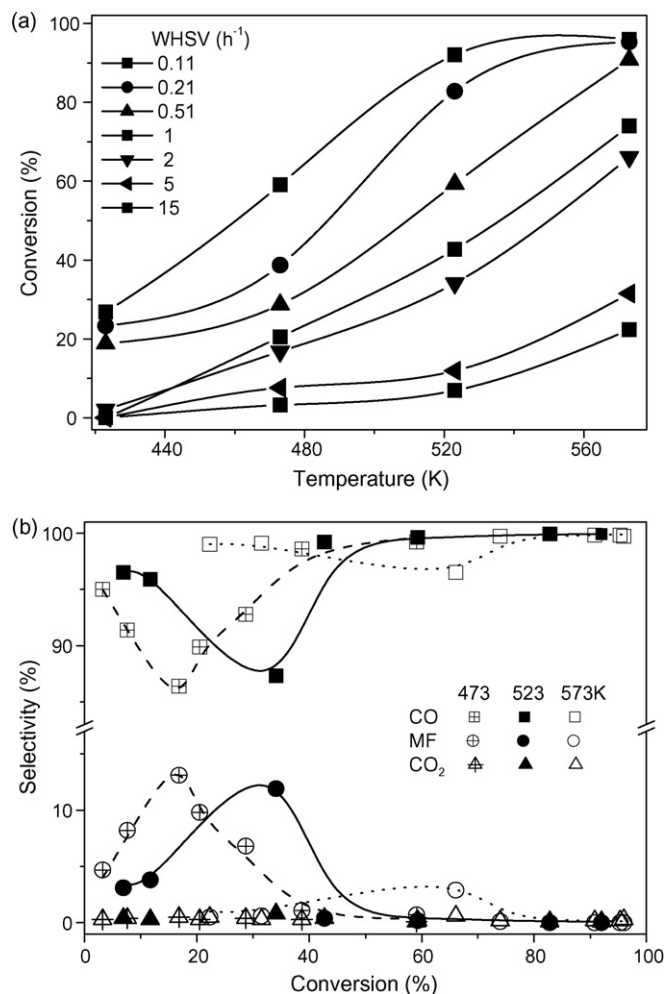 (a)
100
80
60
40
20
0
Conversion (%)
WHSV (h⁻¹)
0.11
0.21
0.51
1
2
5
15
440 480 520 560
Temperature (K)
(b)
100
90
10
0
Selectivity (%)
473 523 573K
CO
MF
CO₂
0 20 40 60 80 100
Conversion (%)